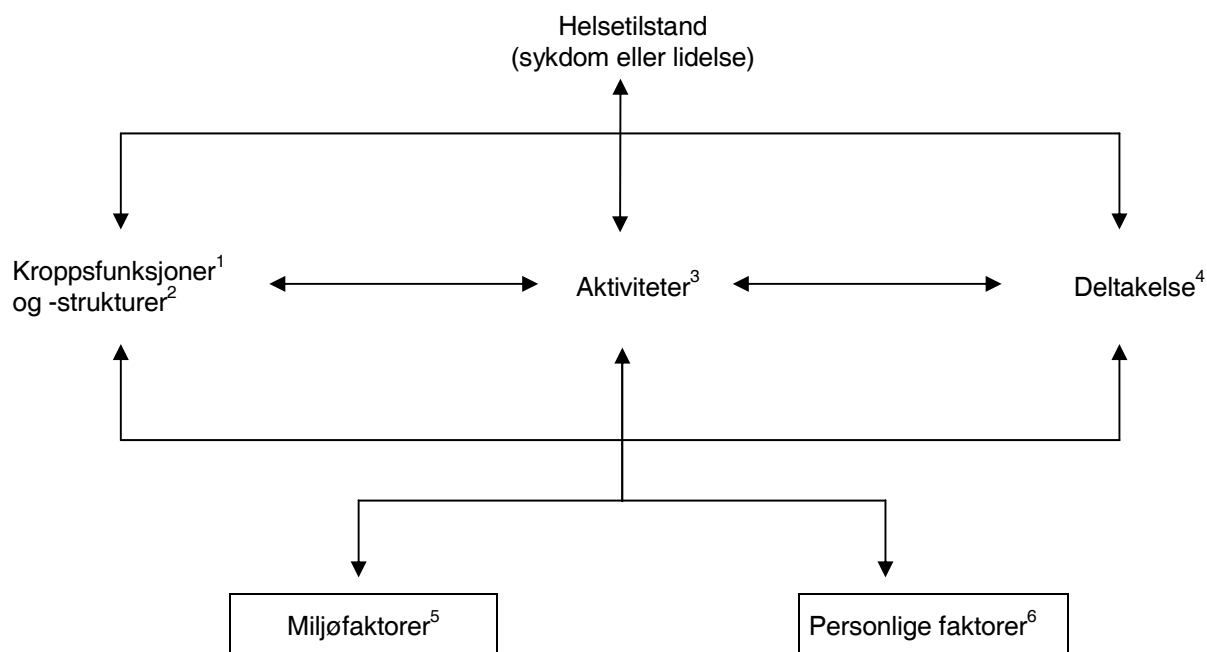 Helsetilstand
(sykdom eller lidelse)
Kroppsfunksjoner¹
og -strukturer²
Aktiviteter³
Deltakelse⁴
Miljøfaktorer⁵
Personlige faktorer⁶